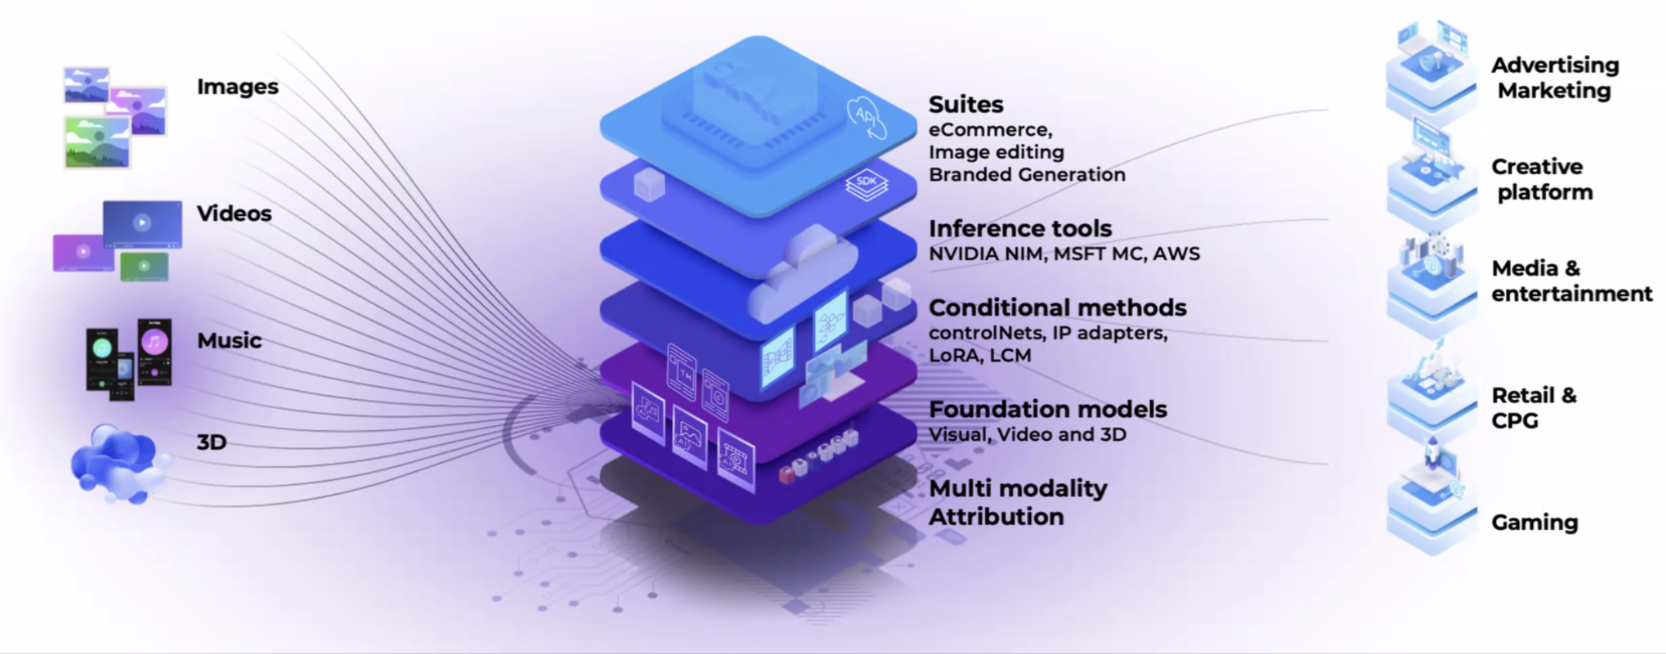 Images
Videos
Music
3D
API
SDK
Suites
eCommerce,
Image editing
Branded Generation
Inference tools
NVIDIA NIM, MSFT MC, AWS
Conditional methods
controlNets, IP adapters,
LoRA, LCM
Foundation models
Visual, Video and 3D
Multi modality
Attribution
Advertising
Marketing
Creative
platform
Media &
entertainment
Retail &
CPG
Gaming